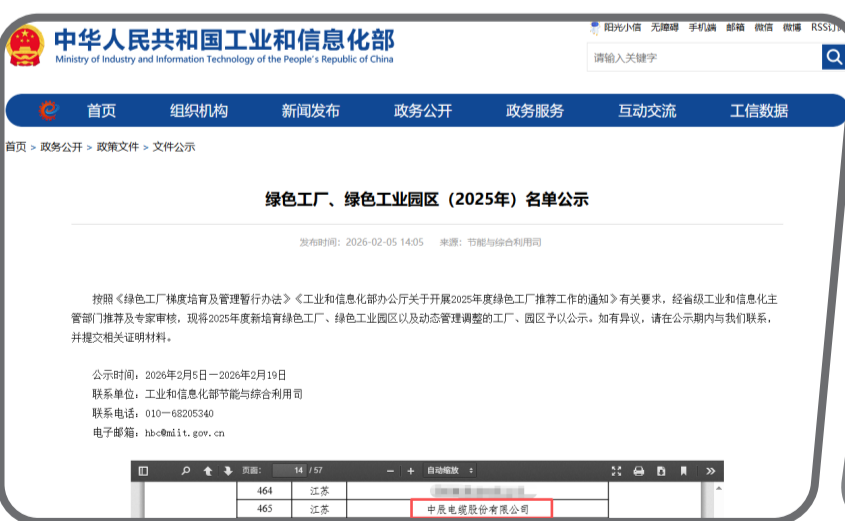 阳光小信 无障碍 手机端 邮箱 微信 微博 RSS订阅
中华人民共和国工业和信息化部
Ministry of Industry and Information Technology of the People's Republic of China
请输入关键字
首页 组织机构 新闻发布 政务公开 政务服务 互动交流 工信数据
首页 > 政务公开 > 政策文件 > 文件公示
绿色工厂、绿色工业园区（2025年）名单公示
发布时间：2026-02-05 14:05 来源：节能与综合利用司
按照《绿色工厂梯度培育及管理暂行办法》《工业和信息化部办公厅关于开展2025年度绿色工厂推荐工作的通知》有关要求，经省级工业和信息化主
管部门推荐及专家审核，现将2025年度新培育绿色工厂、绿色工业园区以及动态管理调整的工厂、园区予以公示。如有异议，请在公示期内与我们联系，
并提交相关证明材料。
公示时间：2026年2月5日—2026年2月19日
联系单位：工业和信息化部节能与综合利用司
联系电话：010—68205340
电子邮箱：hbc@miit.gov.cn
页面： 14 / 57 — + 自动缩放
464 江苏
465 江苏 中辰电缆股份有限公司